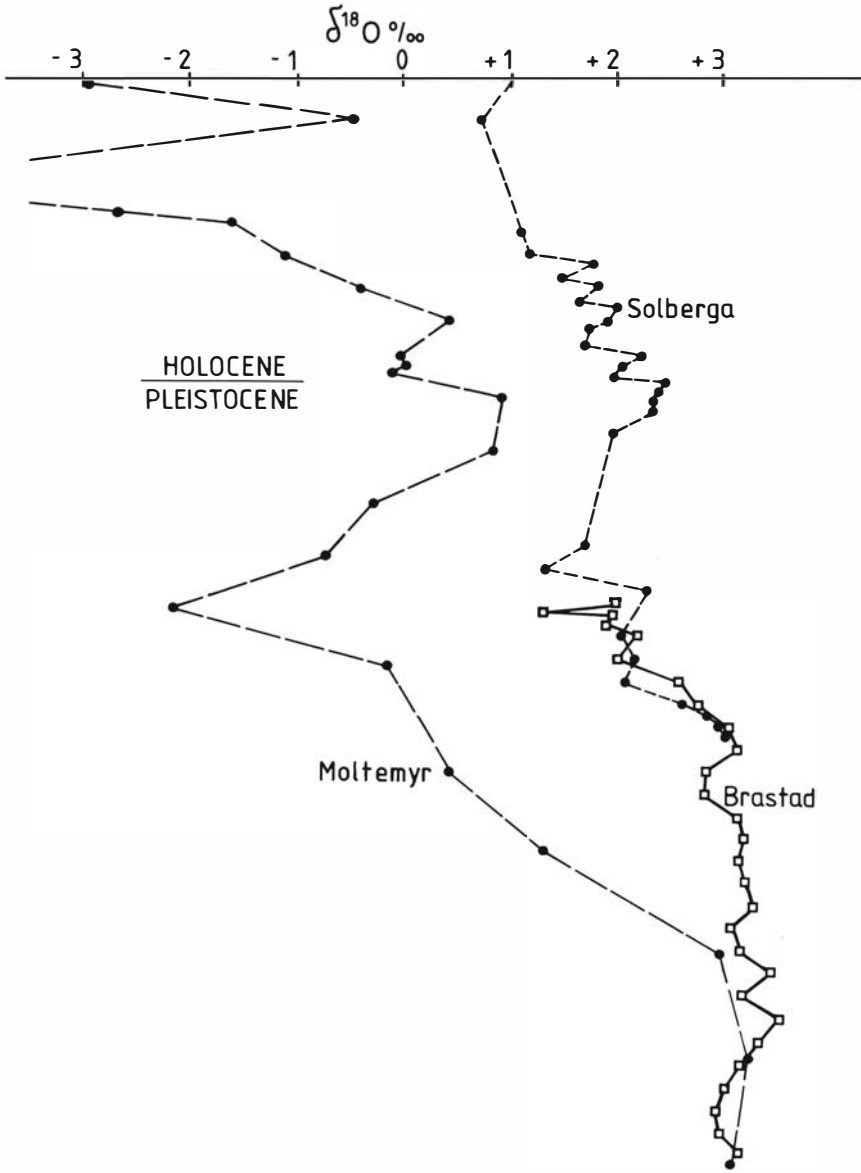 δ¹⁸O ‰
-3 -2 -1 0 +1 +2 +3
Solberga
HOLOCENE
PLEISTOCENE
Moltemyr
Brastad